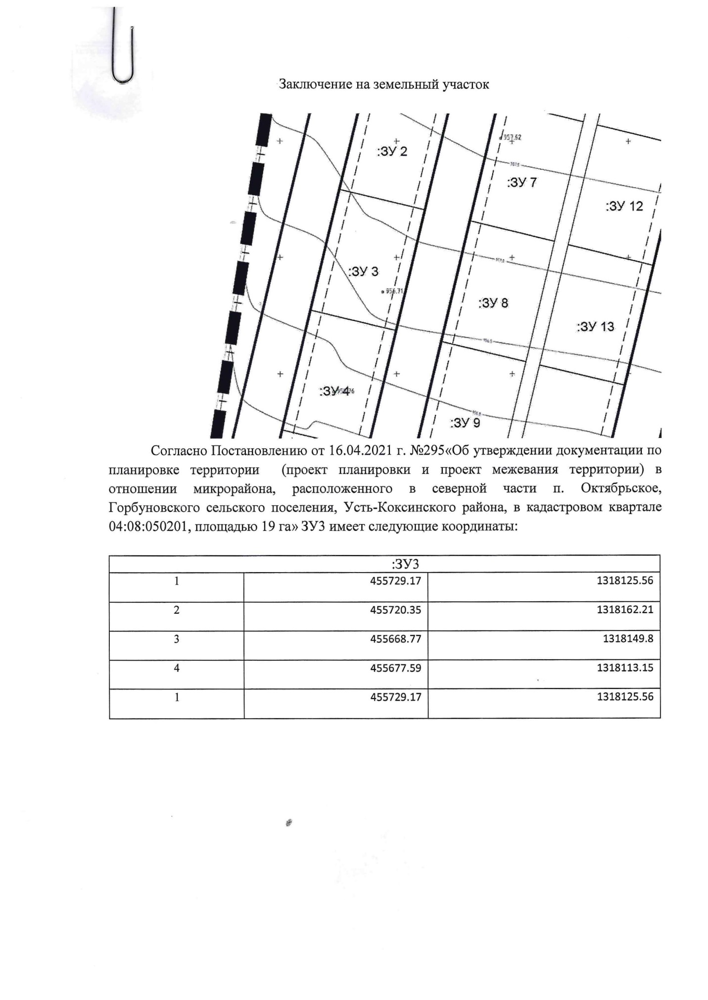 Заключение на земельный участок
957.62
:ЗУ 2
:ЗУ 7
:ЗУ 12
:ЗУ 3
956.71
:ЗУ 8
:ЗУ 13
:ЗУ 4
:ЗУ 9
Согласно Постановлению от 16.04.2021 г. №295«Об утверждении документации по
планировке территории (проект планировки и проект межевания территории) в
отношении микрорайона, расположенного в северной части п. Октябрьское,
Горбуновского сельского поселения, Усть-Коксинского района, в кадастровом квартале
04:08:050201, площадью 19 га» ЗУ3 имеет следующие координаты:
:ЗУ3
1 455729.17 1318125.56
2 455720.35 1318162.21
3 455668.77 1318149.8
4 455677.59 1318113.15
1 455729.17 1318125.56